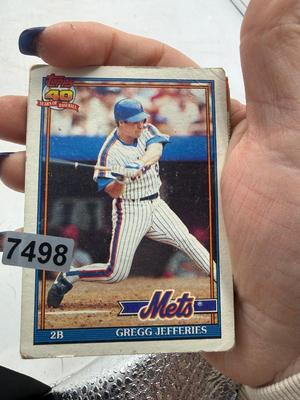 Topps
40
YEARS OF BASEBALL
7498
Mets
2B GREGG JEFFERIES